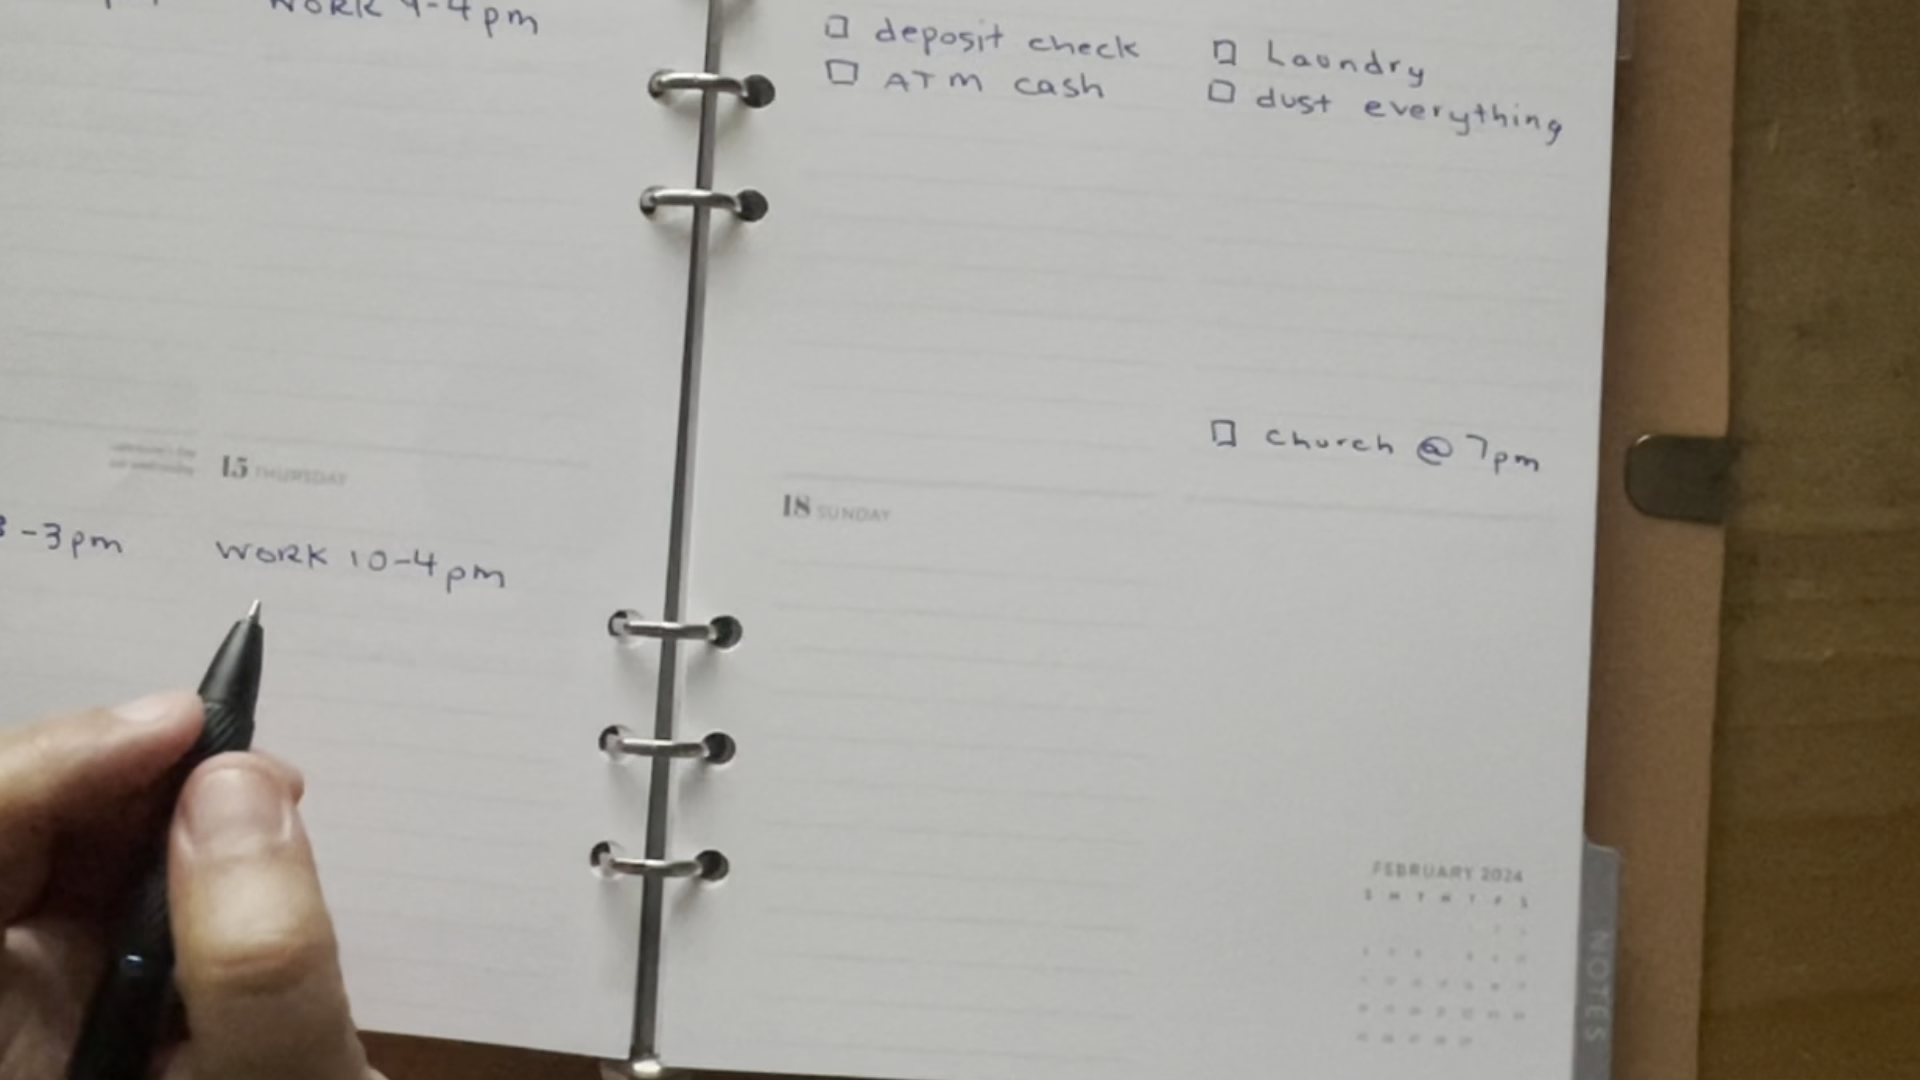 WORK 9-4pm
deposit check
ATM cash
Laundry
dust everything
church @ 7pm
15 THURSDAY
-3pm
WORK 10-4pm
18 SUNDAY
FEBRUARY 2024
S M T W T F S
NOTES